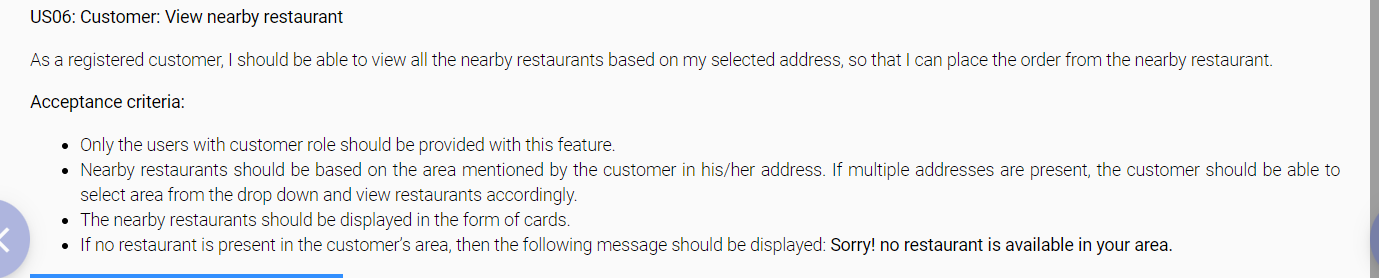 US06: Customer: View nearby restaurant
As a registered customer, I should be able to view all the nearby restaurants based on my selected address, so that I can place the order from the nearby restaurant.
Acceptance criteria:
• Only the users with customer role should be provided with this feature.
• Nearby restaurants should be based on the area mentioned by the customer in his/her address. If multiple addresses are present, the customer should be able to
select area from the drop down and view restaurants accordingly.
• The nearby restaurants should be displayed in the form of cards.
• If no restaurant is present in the customer's area, then the following message should be displayed: Sorry! no restaurant is available in your area.